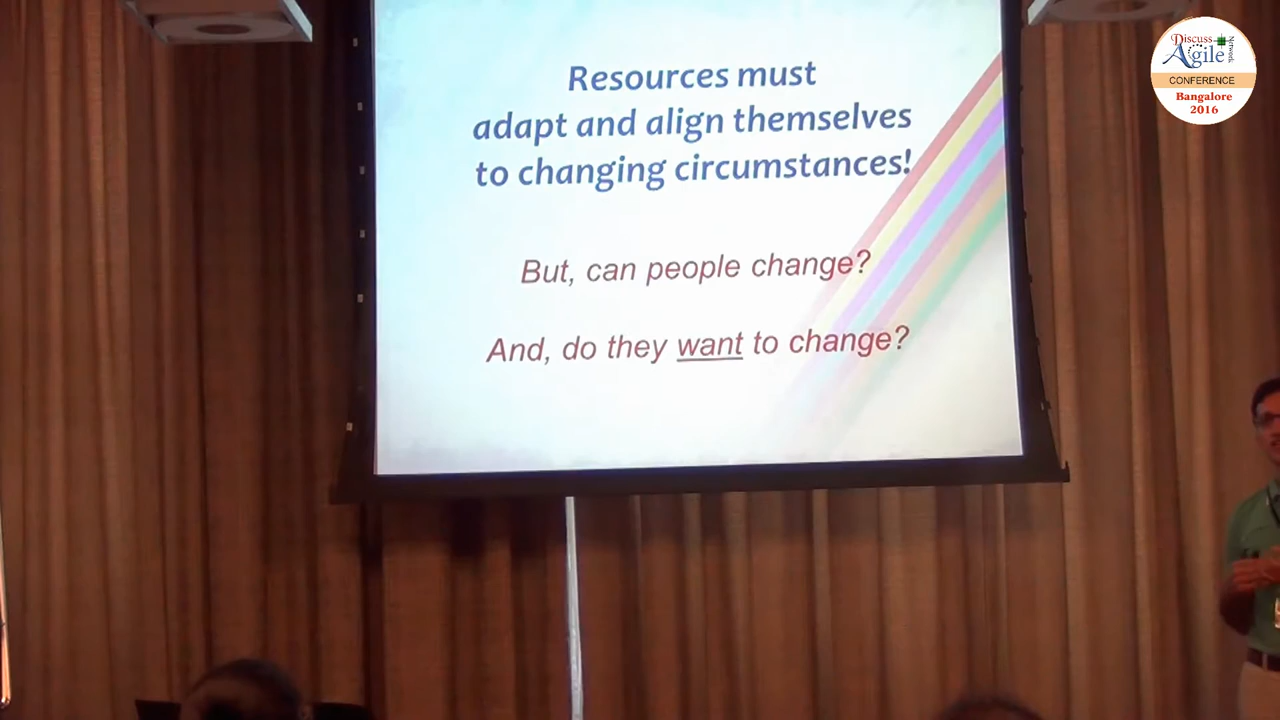 Resources must
adapt and align themselves
to changing circumstances!
But, can people change?
And, do they want to change?
Discuss
Agile
Network
CONFERENCE
Bangalore
2016